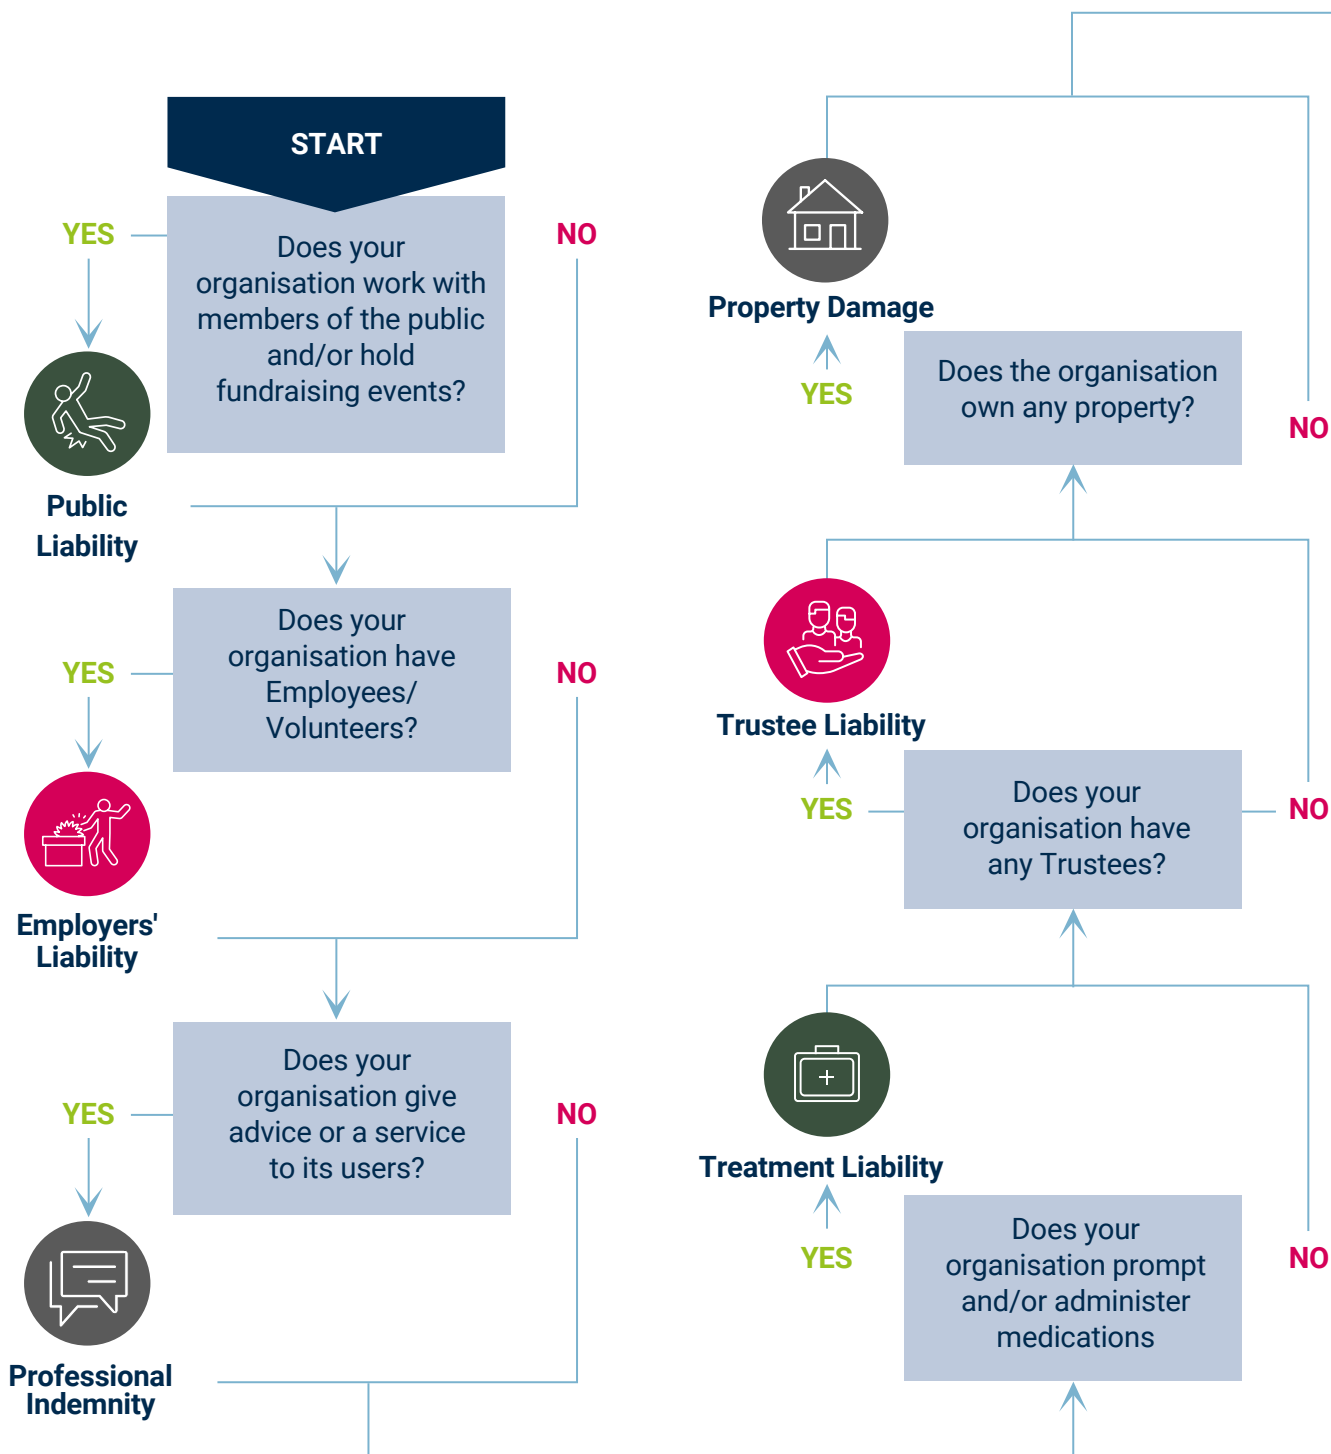 START
YES
NO
Does your
organisation work with
members of the public
and/or hold
fundraising events?
Public
Liability
Does your
organisation have
Employees/
Volunteers?
YES
NO
Employers'
Liability
Does your
organisation give
advice or a service
to its users?
YES
NO
Professional
Indemnity
Property Damage
YES
Does the organisation
own any property?
NO
Trustee Liability
YES
Does your
organisation have
any Trustees?
NO
Treatment Liability
YES
Does your
organisation prompt
and/or administer
medications
NO